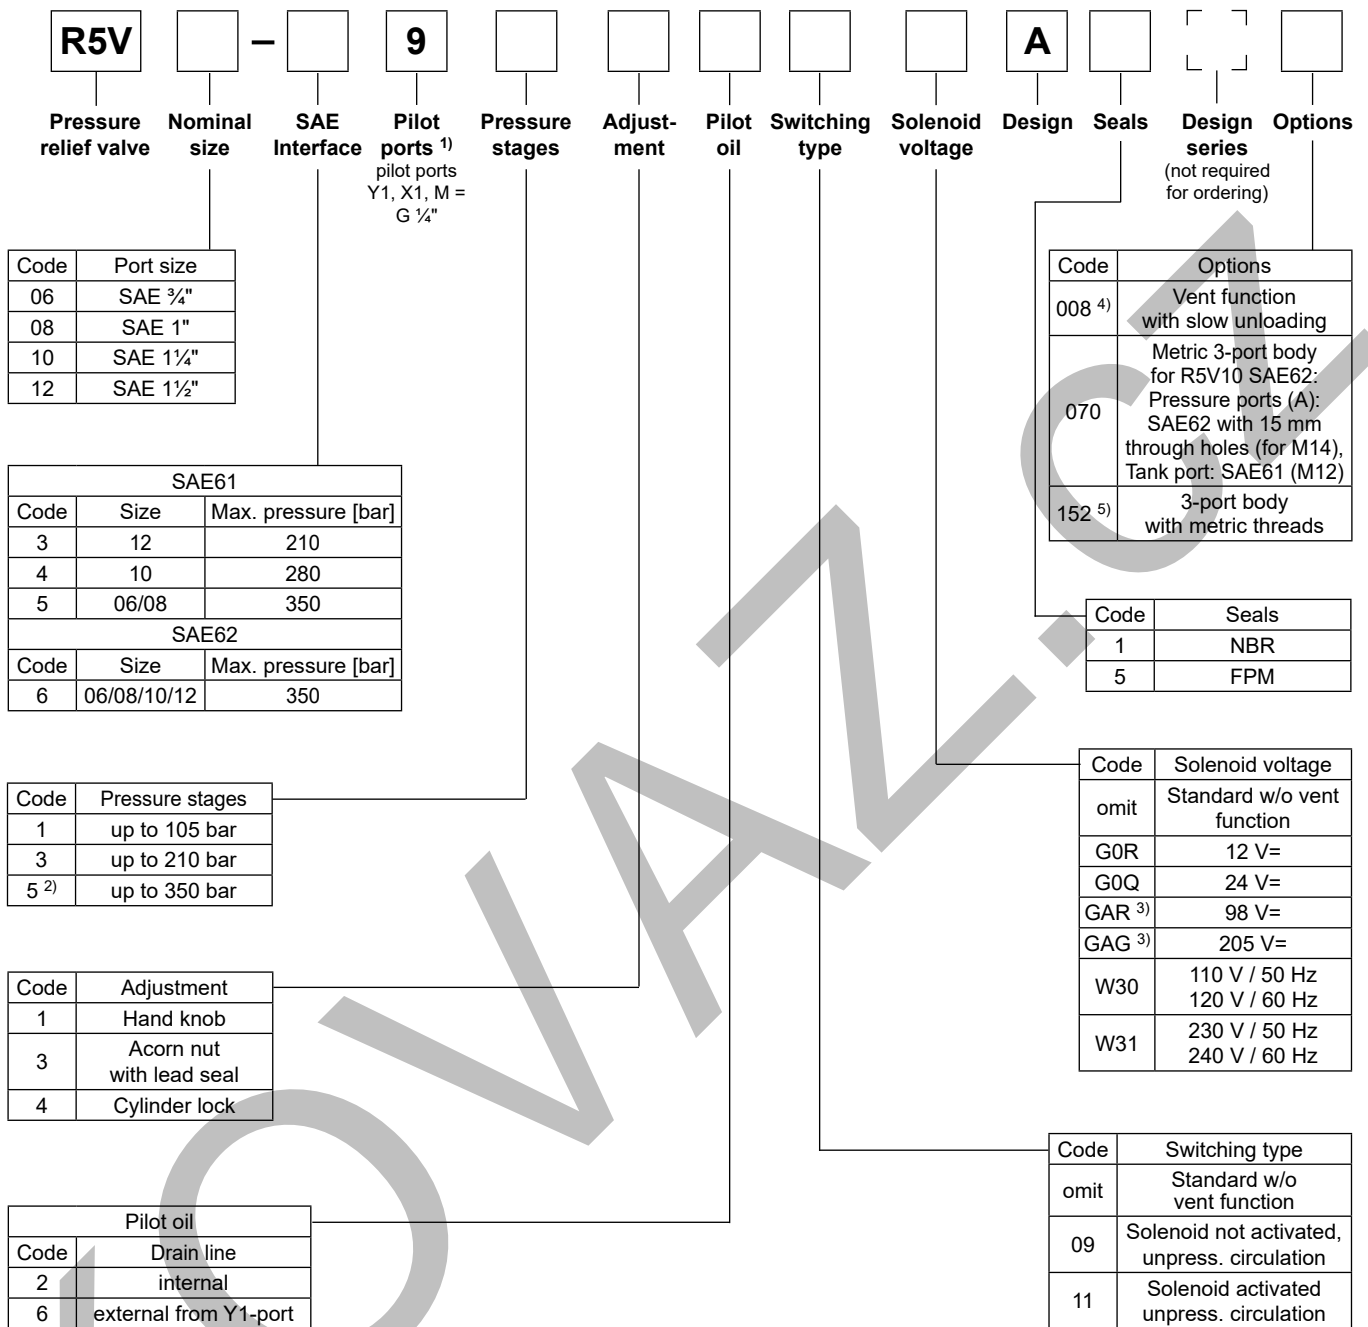 R5V – 9 A
Pressure relief valve
Nominal size
SAE Interface
Pilot ports 1)
pilot ports
Y1, X1, M =
G ¼"
Pressure stages
Adjust-
ment
Pilot oil
Switching type
Solenoid voltage
Design
Seals
Design series
(not required
for ordering)
Options
Code Port size
06 SAE ¾"
08 SAE 1"
10 SAE 1¼"
12 SAE 1½"
SAE61
Code Size Max. pressure [bar]
3 12 210
4 10 280
5 06/08 350
SAE62
Code Size Max. pressure [bar]
6 06/08/10/12 350
Code Pressure stages
1 up to 105 bar
3 up to 210 bar
5 2) up to 350 bar
Code Adjustment
1 Hand knob
3 Acorn nut
with lead seal
4 Cylinder lock
Pilot oil
Code Drain line
2 internal
6 external from Y1-port
Code Options
008 4) Vent function
with slow unloading
070 Metric 3-port body
for R5V10 SAE62:
Pressure ports (A):
SAE62 with 15 mm
through holes (for M14),
Tank port: SAE61 (M12)
152 5) 3-port body
with metric threads
Code Seals
1 NBR
5 FPM
Code Solenoid voltage
omit Standard w/o vent
function
G0R 12 V=
G0Q 24 V=
GAR 3) 98 V=
GAG 3) 205 V=
W30 110 V / 50 Hz
120 V / 60 Hz
W31 230 V / 50 Hz
240 V / 60 Hz
Code Switching type
omit Standard w/o
vent function
09 Solenoid not activated,
unpress. circulation
11 Solenoid activated
unpress. circulation
OVAZ.CZ